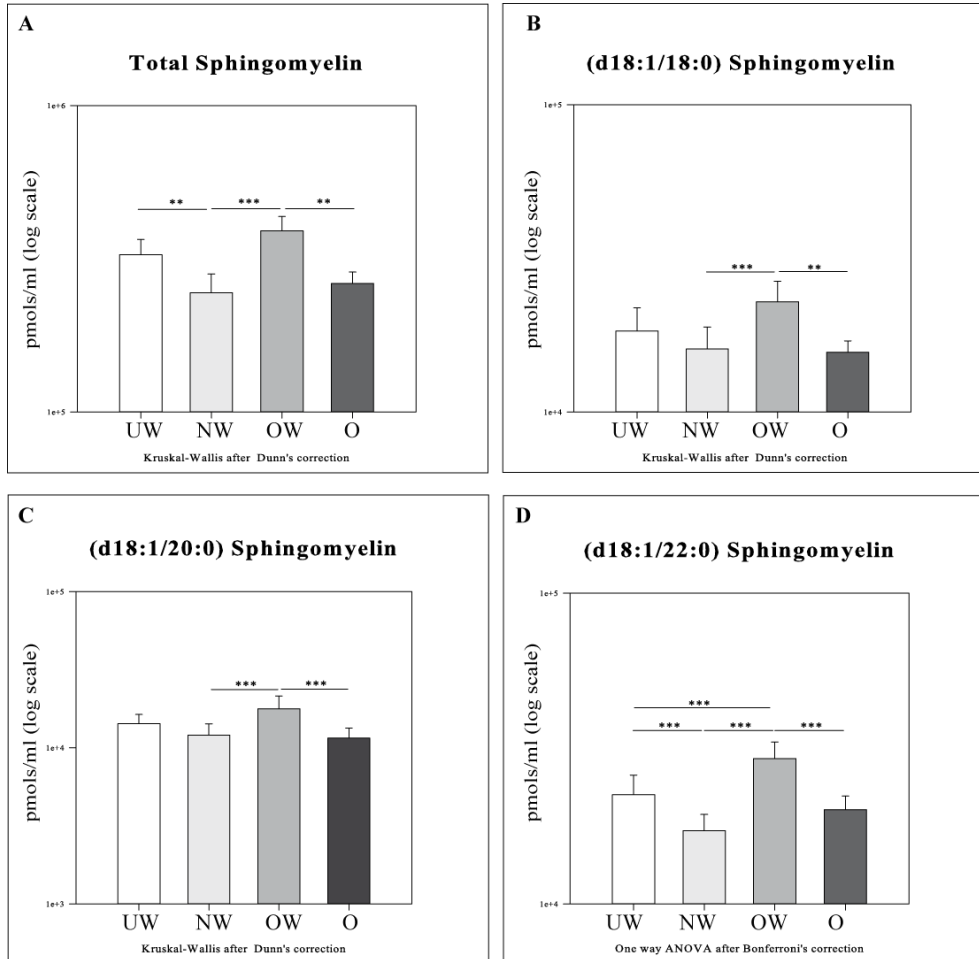 A
Total Sphingomyelin
1e+6
** *** **
pmols/ml (log scale)
1e+5
UW NW OW O
Kruskal-Wallis after Dunn's correction
B
(d18:1/18:0) Sphingomyelin
1e+5
*** **
pmols/ml (log scale)
1e+4
UW NW OW O
Kruskal-Wallis after Dunn's correction
C
(d18:1/20:0) Sphingomyelin
1e+5
*** ***
pmols/ml (log scale)
1e+4
1e+3
UW NW OW O
Kruskal-Wallis after Dunn's correction
D
(d18:1/22:0) Sphingomyelin
1e+5
***
*** *** ***
pmols/ml (log scale)
1e+4
UW NW OW O
One way ANOVA after Bonferroni's correction